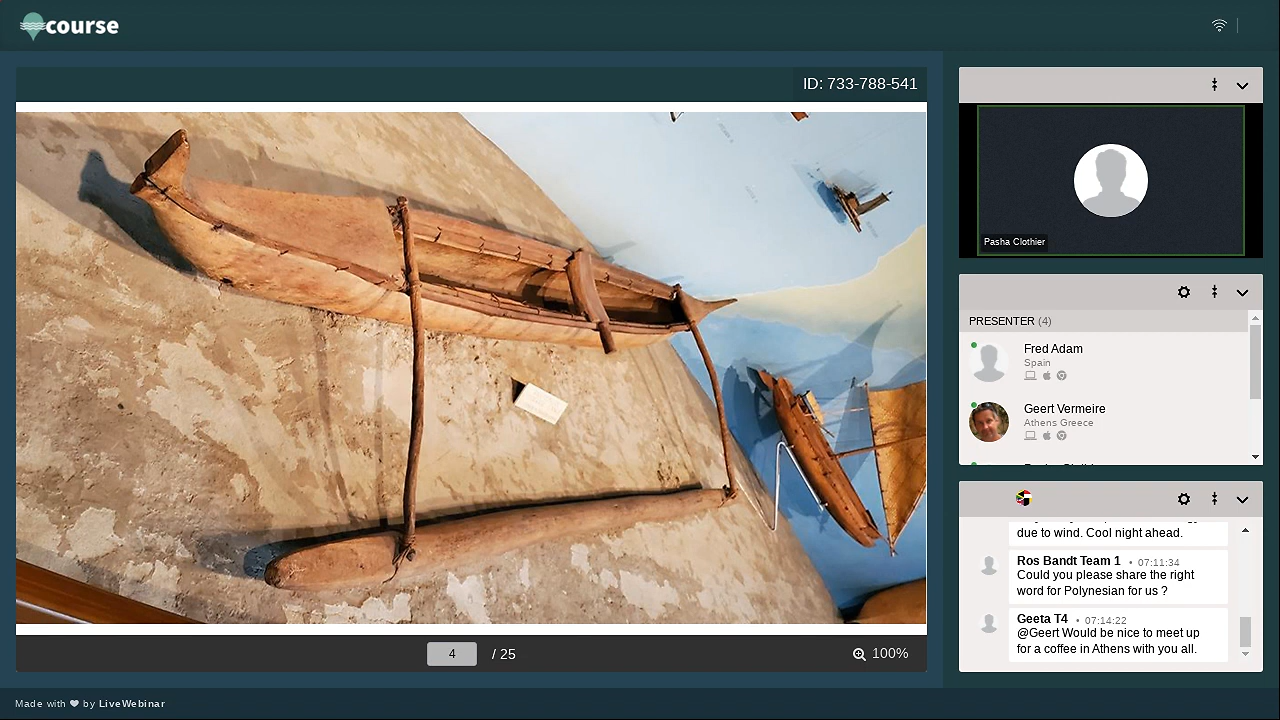 course
ID: 733-788-541
Pasha Clothier
PRESENTER (4)
Fred Adam
Spain
Geert Vermeire
Athens Greece
due to wind. Cool night ahead.
Ros Bandt Team 1 • 07:11:34
Could you please share the right
word for Polynesian for us ?
Geeta T4 • 07:14:22
@Geert Would be nice to meet up
for a coffee in Athens with you all.
4 / 25
100%
Made with ❤ by LiveWebinar